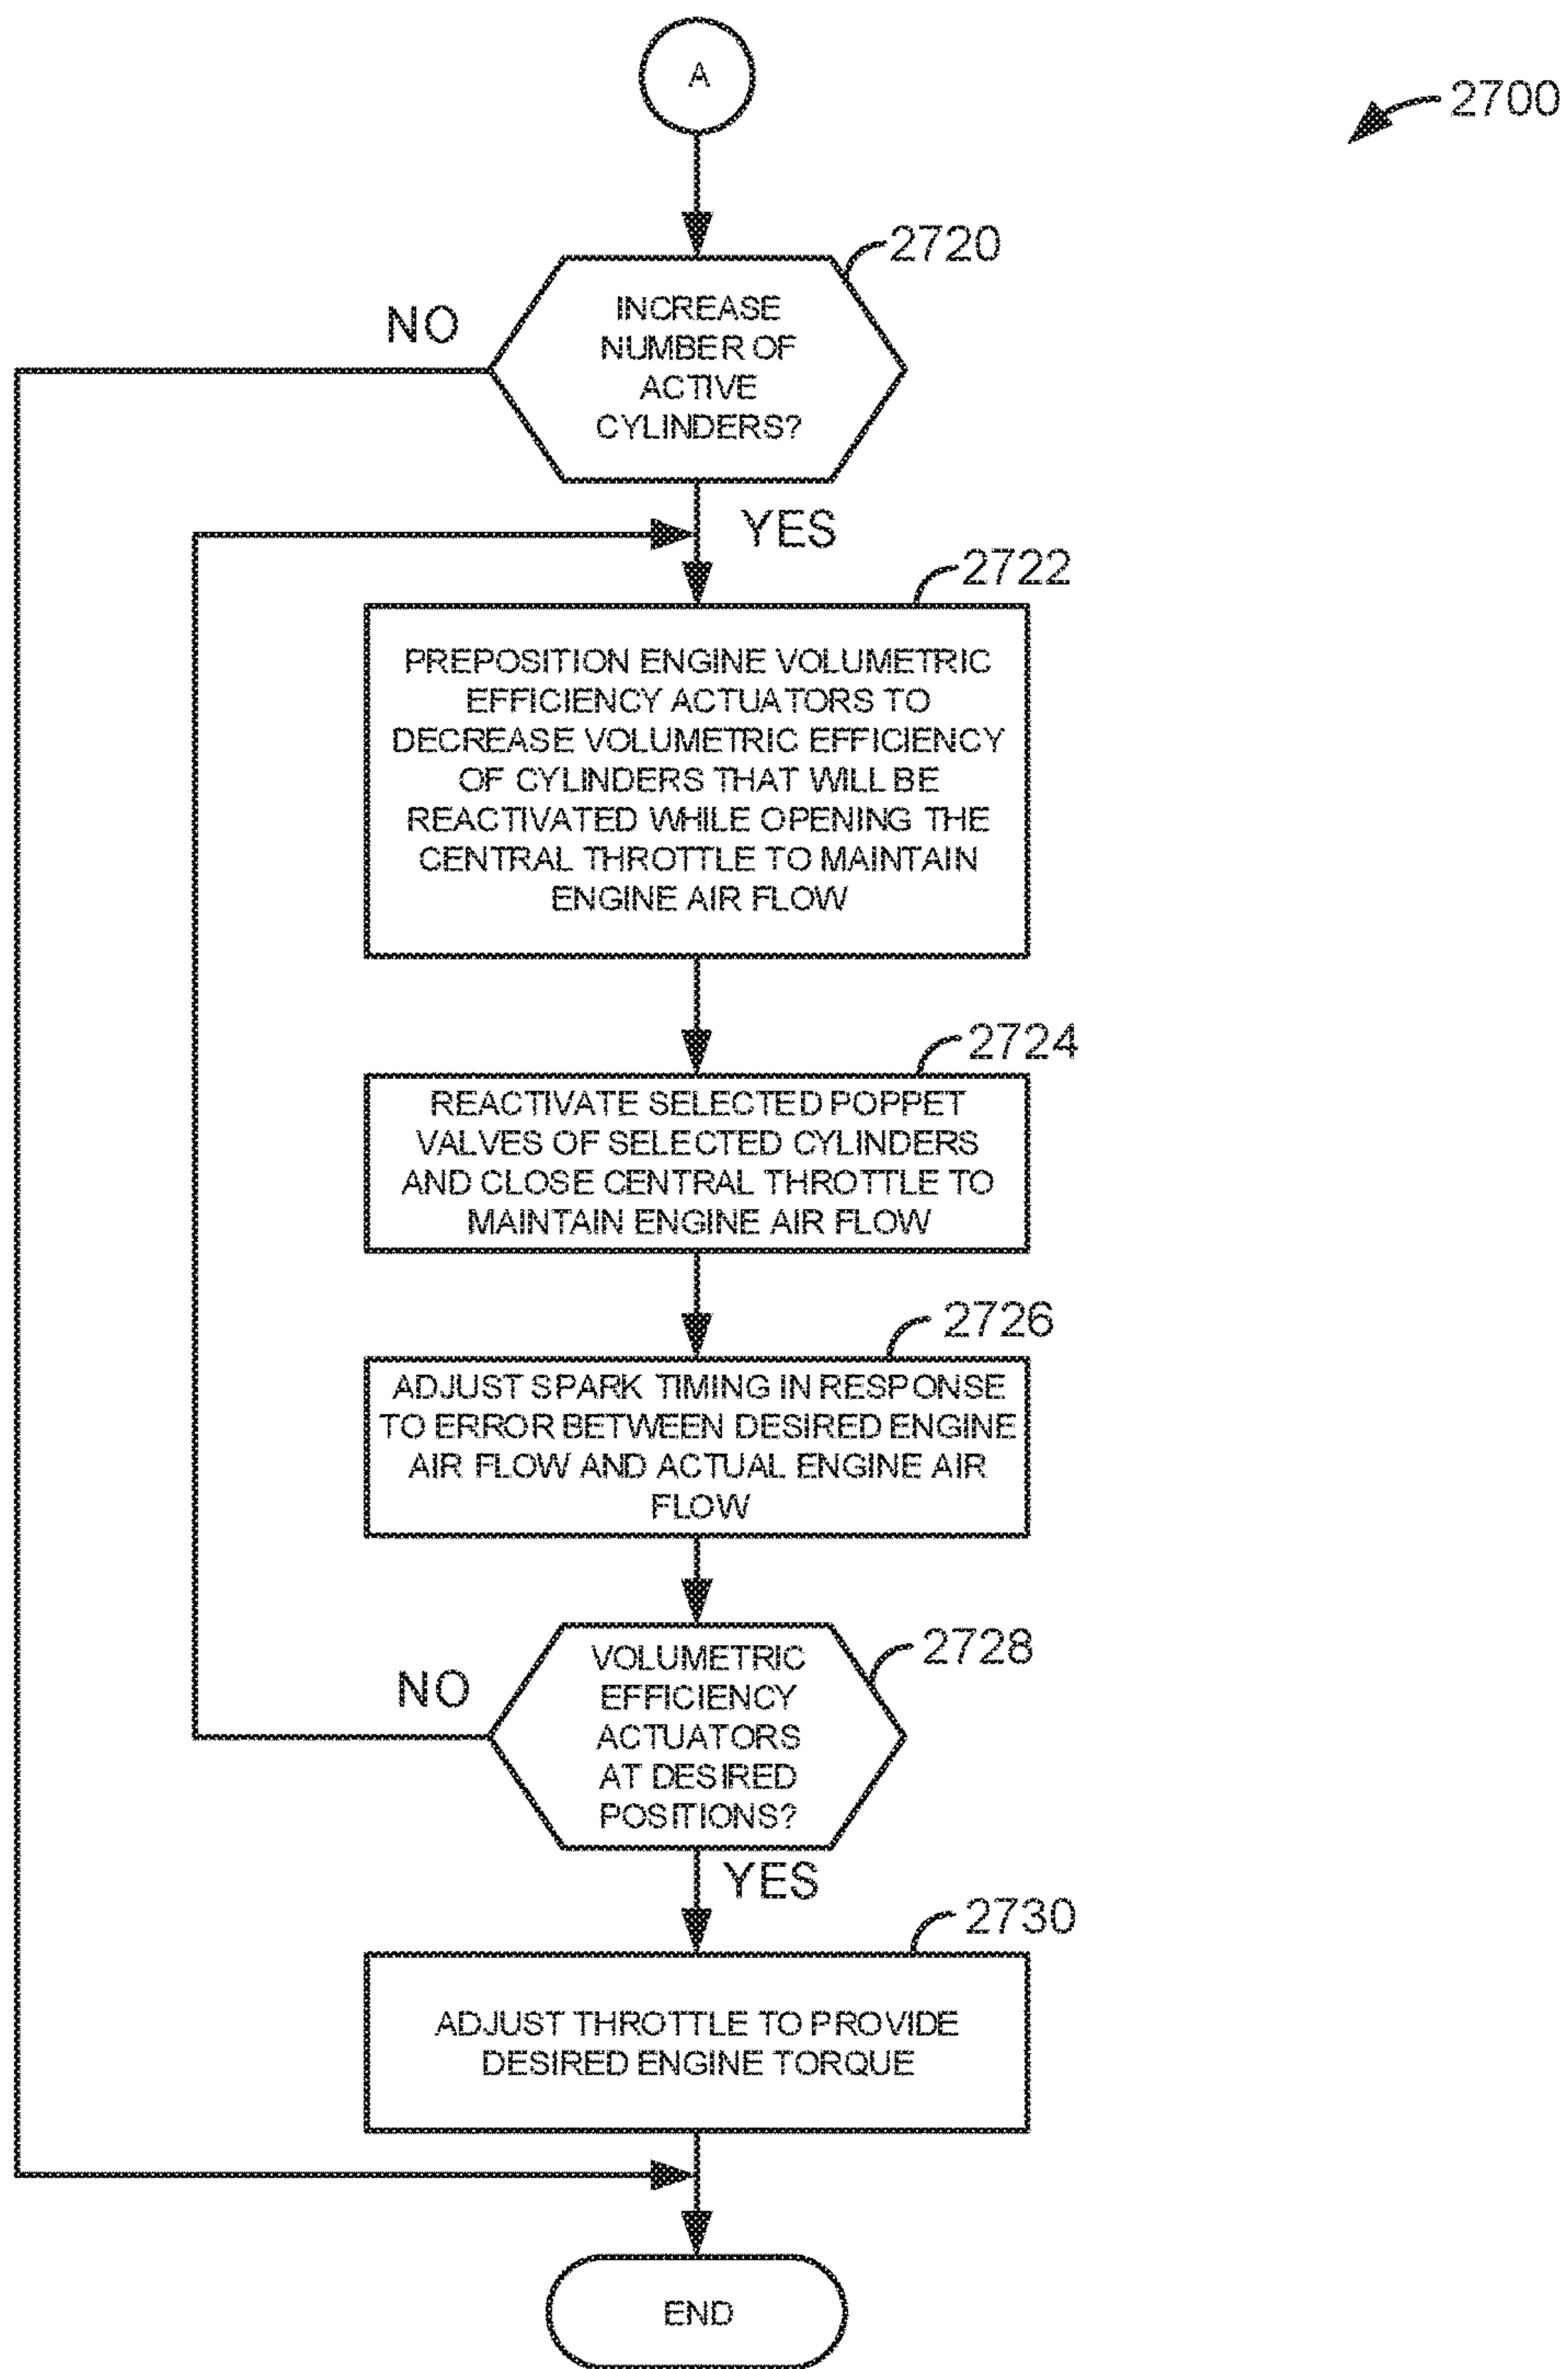 A
2700
2720
INCREASE
NUMBER OF
ACTIVE
CYLINDERS?
NO
YES
2722
PREPOSITION ENGINE VOLUMETRIC
EFFICIENCY ACTUATORS TO
DECREASE VOLUMETRIC EFFICIENCY
OF CYLINDERS THAT WILL BE
REACTIVATED WHILE OPENING THE
CENTRAL THROTTLE TO MAINTAIN
ENGINE AIR FLOW
2724
REACTIVATE SELECTED POPPET
VALVES OF SELECTED CYLINDERS
AND CLOSE CENTRAL THROTTLE TO
MAINTAIN ENGINE AIR FLOW
2726
ADJUST SPARK TIMING IN RESPONSE
TO ERROR BETWEEN DESIRED ENGINE
AIR FLOW AND ACTUAL ENGINE AIR
FLOW
2728
VOLUMETRIC
EFFICIENCY
ACTUATORS
AT DESIRED
POSITIONS?
NO
YES
2730
ADJUST THROTTLE TO PROVIDE
DESIRED ENGINE TORQUE
END